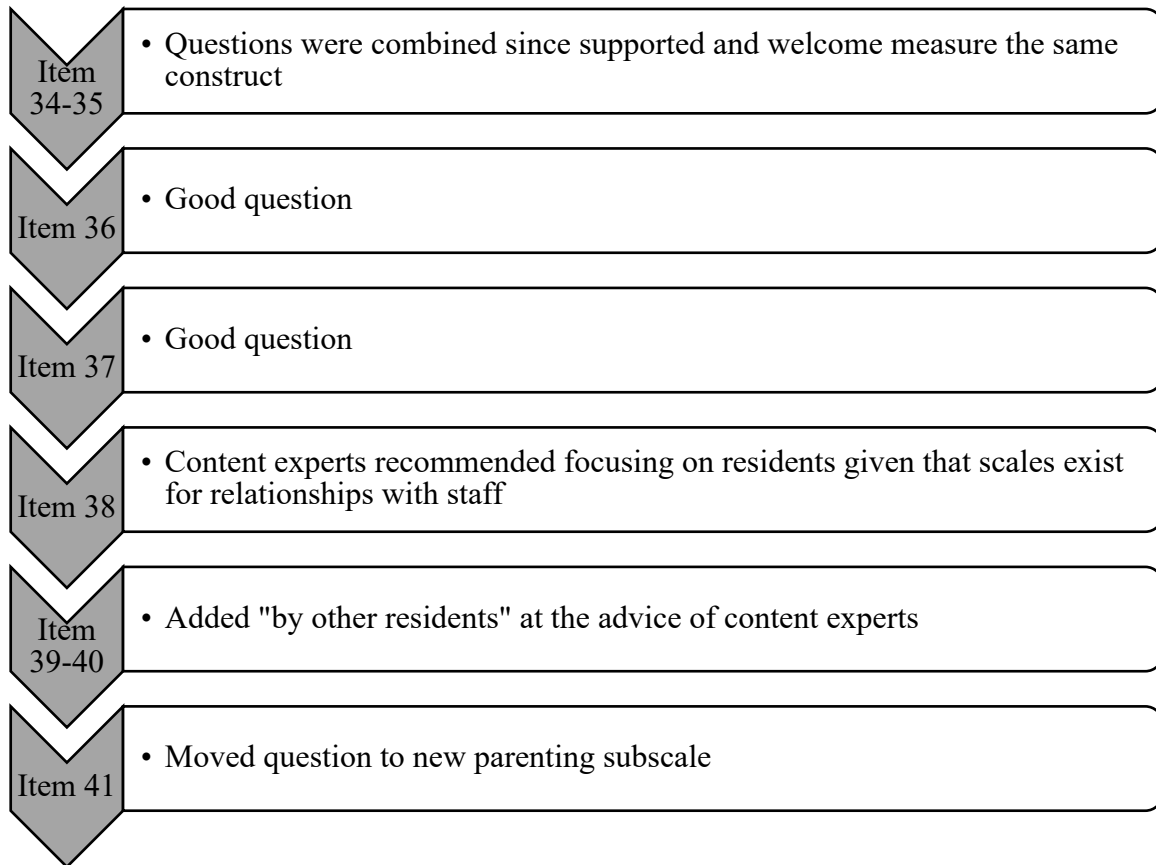 Item
34-35
• Questions were combined since supported and welcome measure the same
construct
Item 36
• Good question
Item 37
• Good question
Item 38
• Content experts recommended focusing on residents given that scales exist
for relationships with staff
Item
39-40
• Added "by other residents" at the advice of content experts
Item 41
• Moved question to new parenting subscale